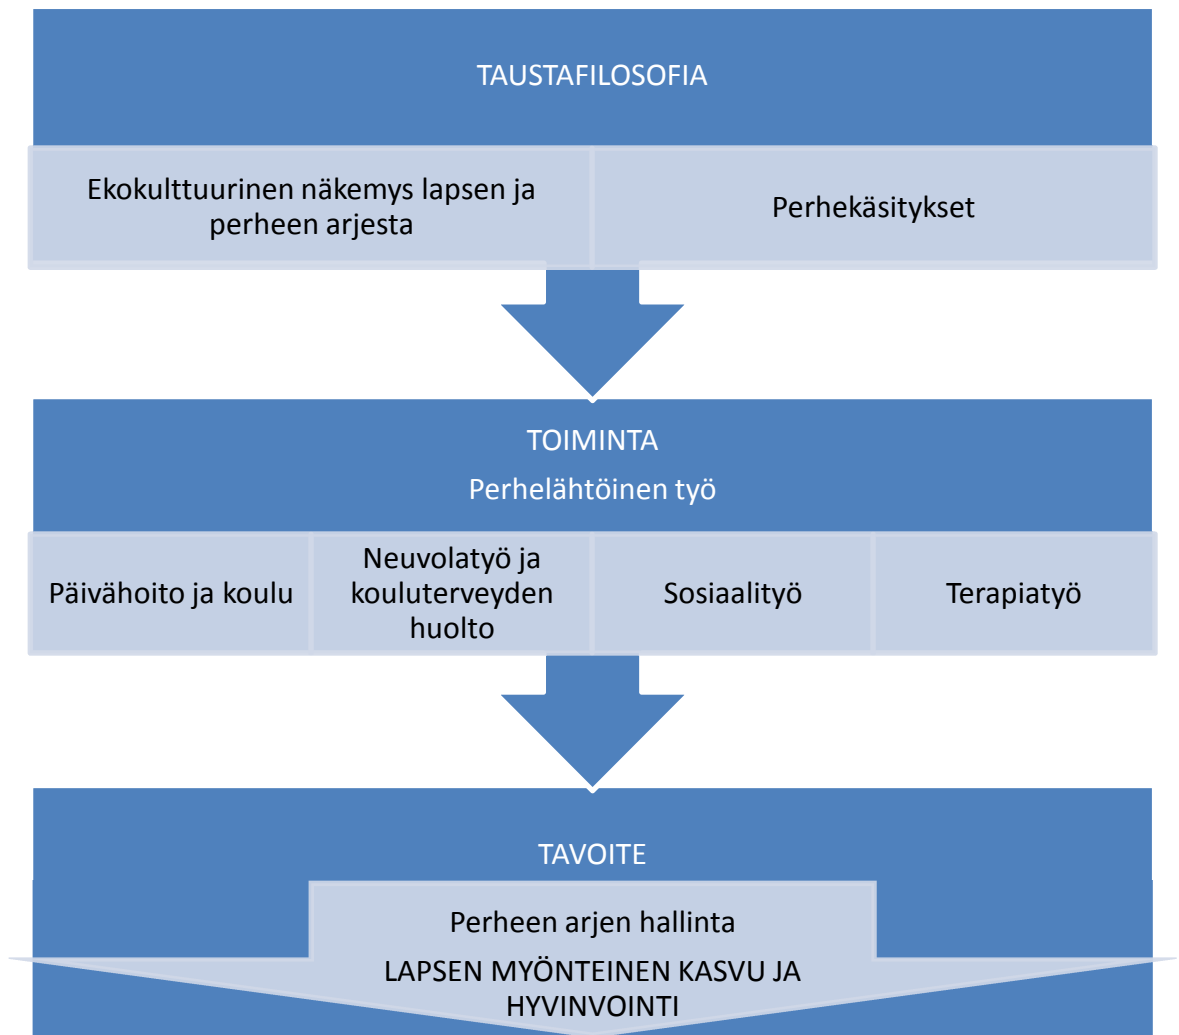 TAUSTAFILOSOFIA
Ekokulttuurinen näkemys lapsen ja
perheen arjesta
Perhekäsitykset
TOIMINTA
Perhelähtöinen työ
Päivähoito ja koulu
Neuvolatyö ja
kouluterveyden
huolto
Sosiaalityö
Terapiatyö
TAVOITE
Perheen arjen hallinta
LAPSEN MYÖNTEINEN KASVU JA
HYVINVOINTI